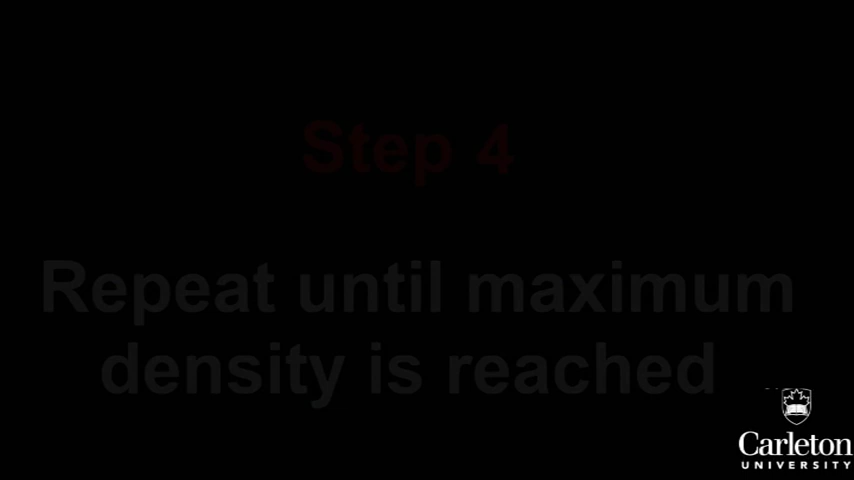 Step 4
Repeat until maximum
density is reached
Carleton
UNIVERSITY